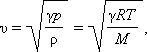 υ = √(γp/ρ) = √(γRT/M) ,